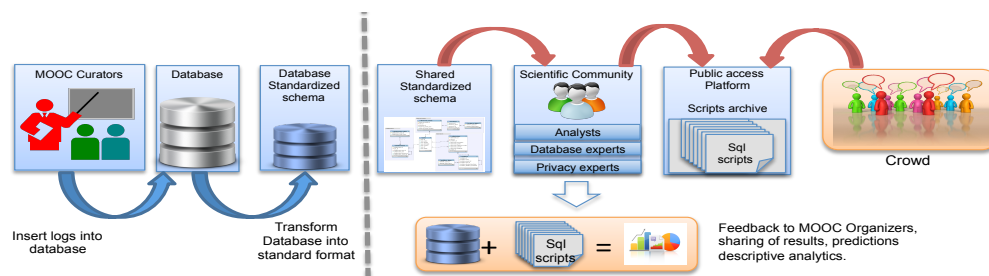 MOOC Curators
Database
Database
Standardized
schema
Insert logs into
database
Transform
Database into
standard format
Shared
Standardized
schema
Scientific Community
Analysts
Database experts
Privacy experts
Public access
Platform
Scripts archive
Sql
scripts
Crowd
+
Sql
scripts
=
Feedback to MOOC Organizers,
sharing of results, predictions
descriptive analytics.